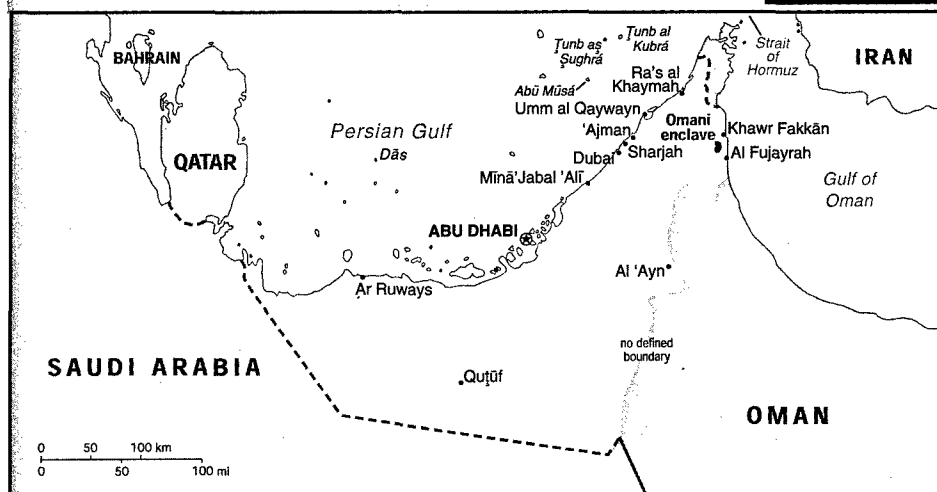 Ţunb aş
Şughrá
Ţunb al
Kubrá
Strait
of
Hormuz
IRAN
BAHRAIN
Abū Mūsá
Ra's al
Khaymah
Umm al Qaywayn
Persian Gulf
'Ajman
Omani
enclave
Khawr Fakkān
Dās
Dubai
Sharjah
Al Fujayrah
QATAR
Mīnā' Jabal 'Alī
Gulf of
Oman
ABU DHABI
Al 'Ayn
Ar Ruways
no defined
boundary
SAUDI ARABIA
Quţūf
OMAN
0 50 100 km
0 50 100 mi